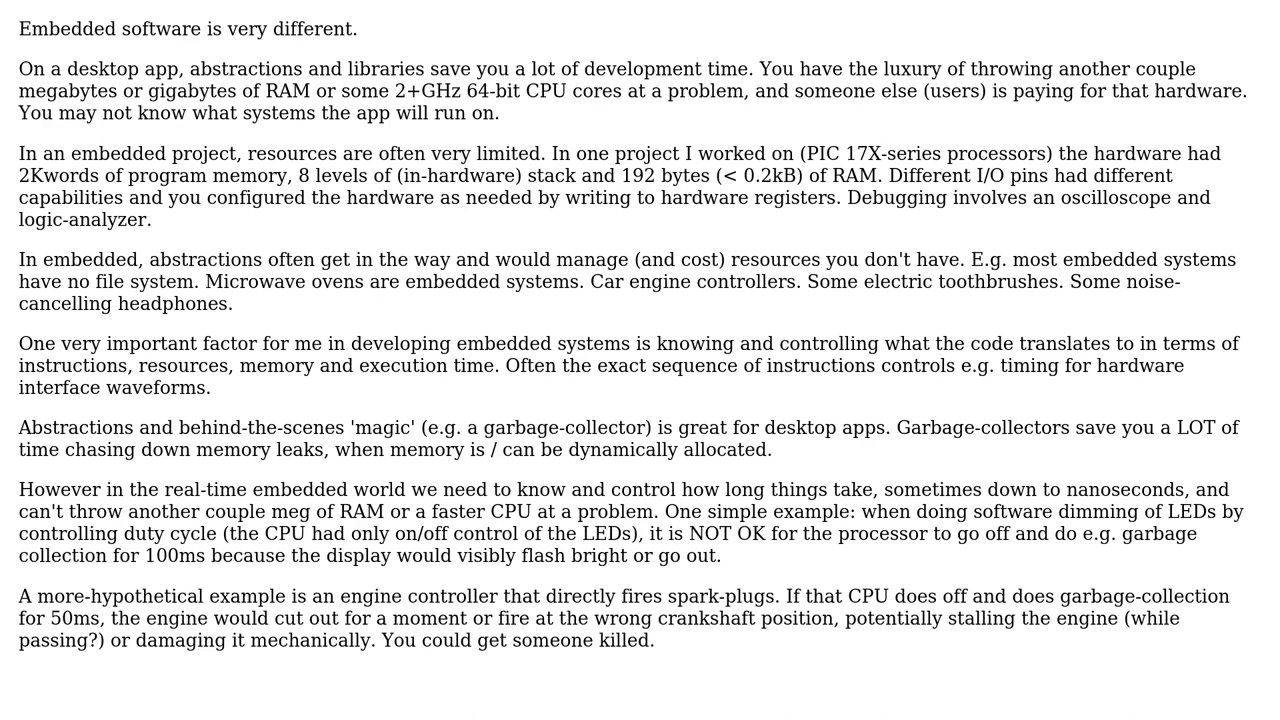 Embedded software is very different.
On a desktop app, abstractions and libraries save you a lot of development time. You have the luxury of throwing another couple
megabytes or gigabytes of RAM or some 2+GHz 64-bit CPU cores at a problem, and someone else (users) is paying for that hardware.
You may not know what systems the app will run on.
In an embedded project, resources are often very limited. In one project I worked on (PIC 17X-series processors) the hardware had
2Kwords of program memory, 8 levels of (in-hardware) stack and 192 bytes (< 0.2kB) of RAM. Different I/O pins had different
capabilities and you configured the hardware as needed by writing to hardware registers. Debugging involves an oscilloscope and
logic-analyzer.
In embedded, abstractions often get in the way and would manage (and cost) resources you don't have. E.g. most embedded systems
have no file system. Microwave ovens are embedded systems. Car engine controllers. Some electric toothbrushes. Some noise-
cancelling headphones.
One very important factor for me in developing embedded systems is knowing and controlling what the code translates to in terms of
instructions, resources, memory and execution time. Often the exact sequence of instructions controls e.g. timing for hardware
interface waveforms.
Abstractions and behind-the-scenes 'magic' (e.g. a garbage-collector) is great for desktop apps. Garbage-collectors save you a LOT of
time chasing down memory leaks, when memory is / can be dynamically allocated.
However in the real-time embedded world we need to know and control how long things take, sometimes down to nanoseconds, and
can't throw another couple meg of RAM or a faster CPU at a problem. One simple example: when doing software dimming of LEDs by
controlling duty cycle (the CPU had only on/off control of the LEDs), it is NOT OK for the processor to go off and do e.g. garbage
collection for 100ms because the display would visibly flash bright or go out.
A more-hypothetical example is an engine controller that directly fires spark-plugs. If that CPU does off and does garbage-collection
for 50ms, the engine would cut out for a moment or fire at the wrong crankshaft position, potentially stalling the engine (while
passing?) or damaging it mechanically. You could get someone killed.